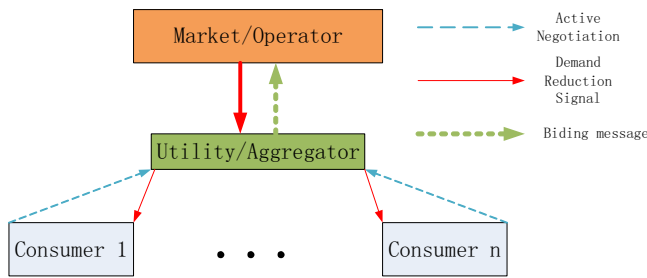 Market/Operator
Utility/Aggregator
Consumer 1
. . .
Consumer n
Active
Negotiation
Demand
Reduction
Signal
Biding message